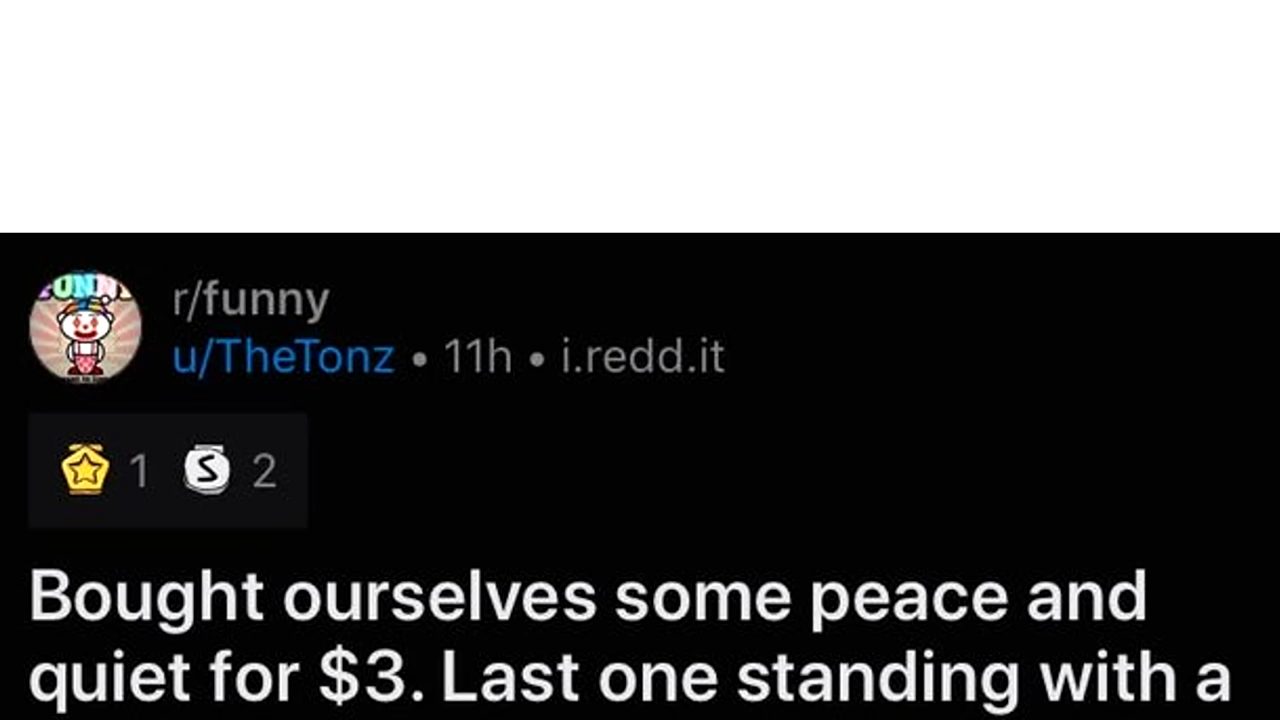 r/funny
u/TheTonz • 11h • i.redd.it
1 S 2
Bought ourselves some peace and
quiet for $3. Last one standing with a